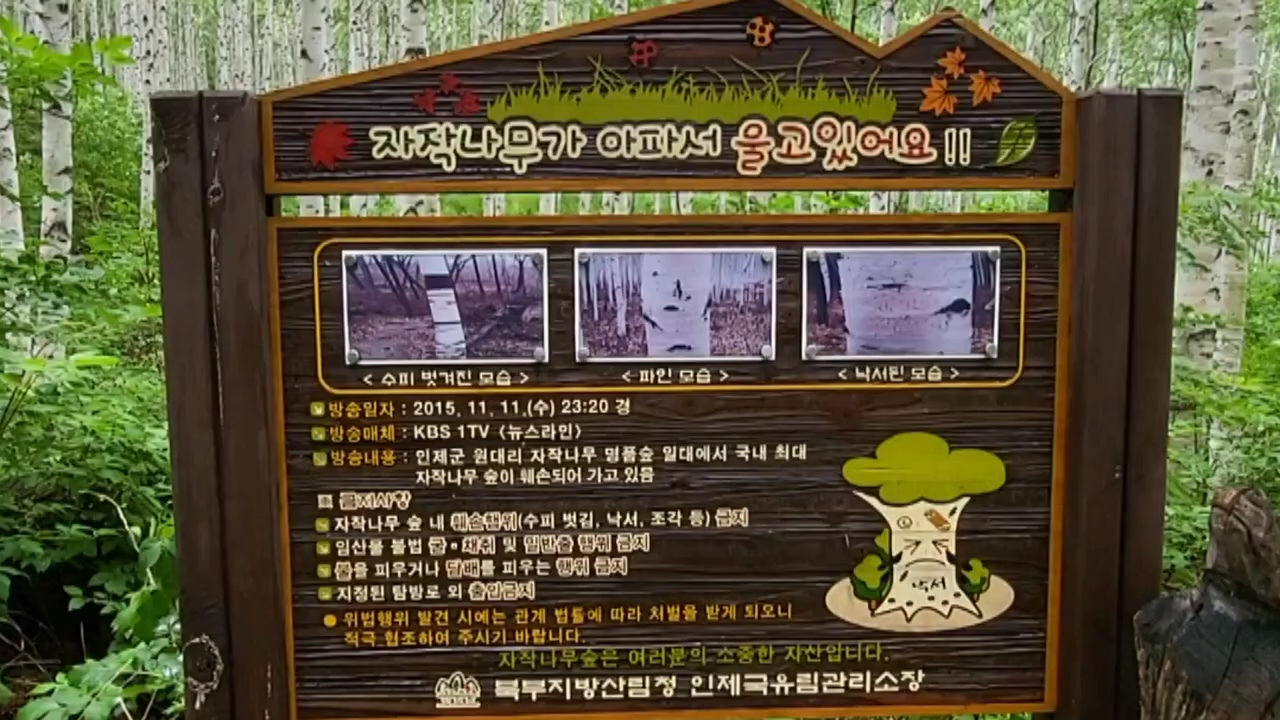 자작나무가 아파서 울고있어요!!
< 수피 벗겨진 모습 > < 파인 모습 > < 낙서된 모습 >
방송일자 : 2015. 11. 11.(수) 23:20 경
방송매체 : KBS 1TV <뉴스라인>
방송내용 : 인제군 원대리 자작나무 명품숲 일대에서 국내 최대
자작나무 숲이 훼손되어 가고 있음
금지사항
자작나무 숲 내 훼손행위(수피 벗김, 낙서, 조각 등) 금지
임산물 불법 굴·채취 및 일반출 행위 금지
불을 피우거나 담배를 피우는 행위 금지
지정된 탐방로 외 출입금지
낙서
위법행위 발견 시에는 관계 법률에 따라 처벌을 받게 되오니
적극 협조하여 주시기 바랍니다.
자작나무숲은 여러분의 소중한 자산입니다.
북부지방산림청 인제국유림관리소장